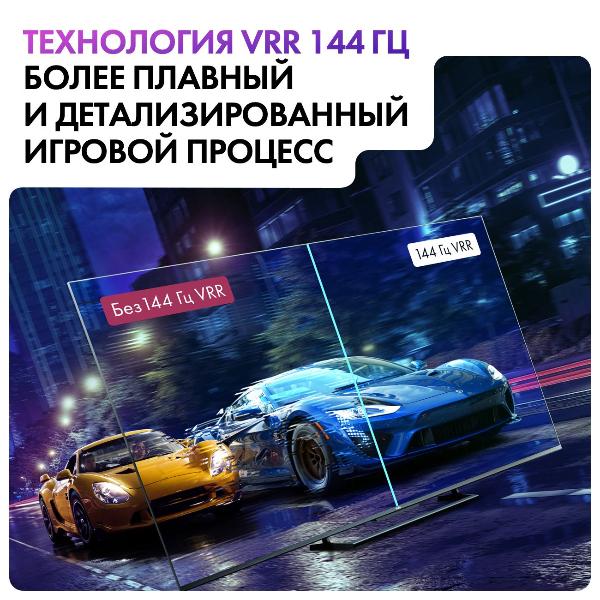 ТЕХНОЛОГИЯ VRR 144 ГЦ
БОЛЕЕ ПЛАВНЫЙ
И ДЕТАЛИЗИРОВАННЫЙ
ИГРОВОЙ ПРОЦЕСС
144 Гц VRR
Без 144 Гц VRR